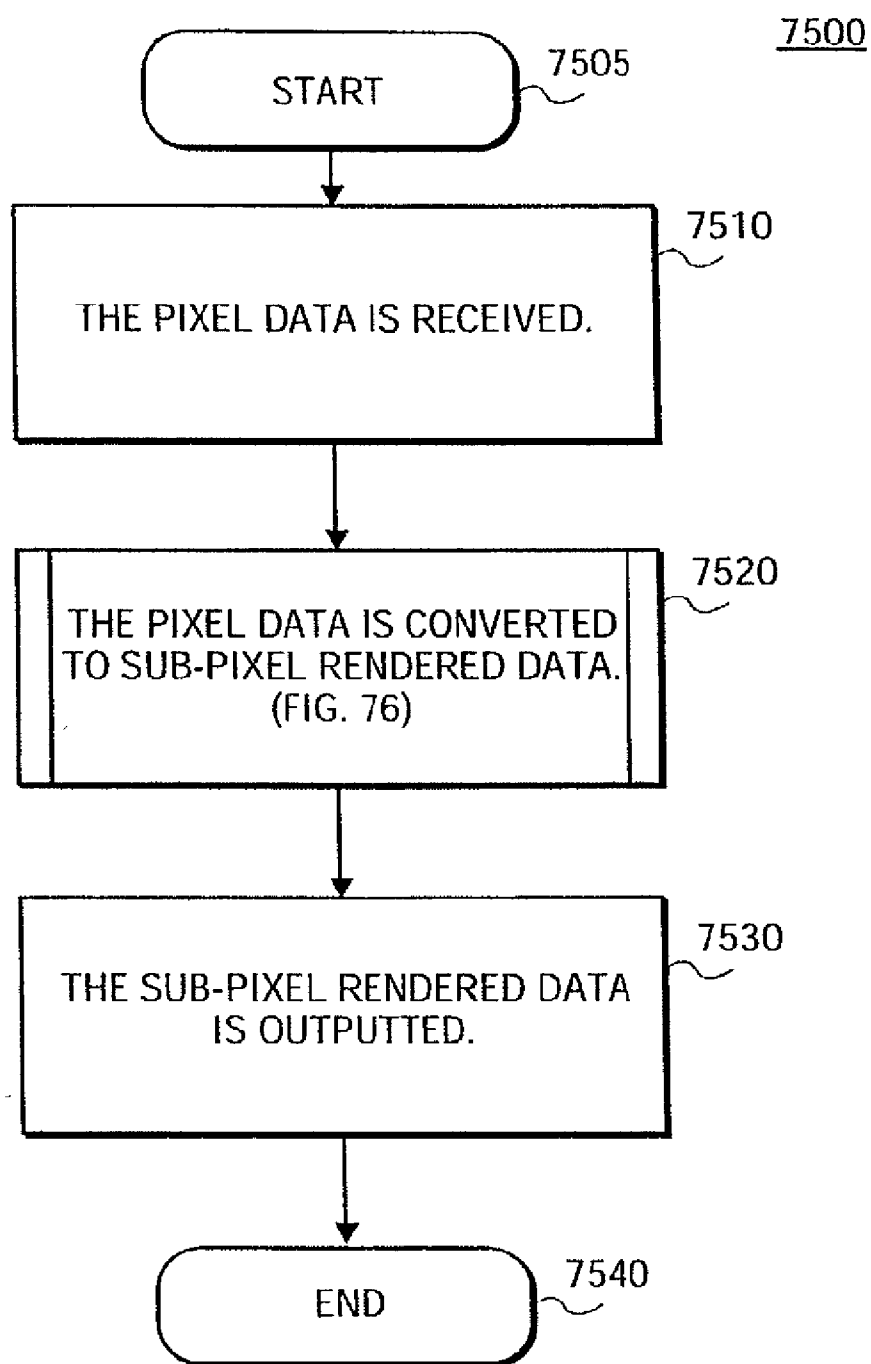 7500
START
7505
THE PIXEL DATA IS RECEIVED.
7510
THE PIXEL DATA IS CONVERTED
TO SUB-PIXEL RENDERED DATA.
(FIG. 76)
7520
THE SUB-PIXEL RENDERED DATA
IS OUTPUTTED.
7530
END
7540